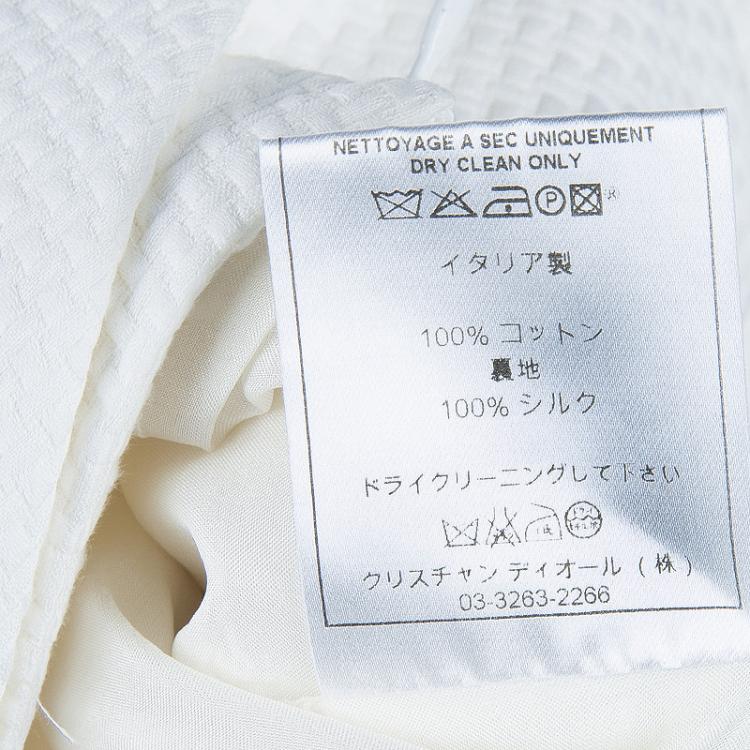 NETTOYAGE A SEC UNIQUEMENT
DRY CLEAN ONLY
P
イタリア製
100% コットン
裏地
100% シルク
ドライクリーニングして下さい
クリスチャン ディオール (株)
03-3263-2266